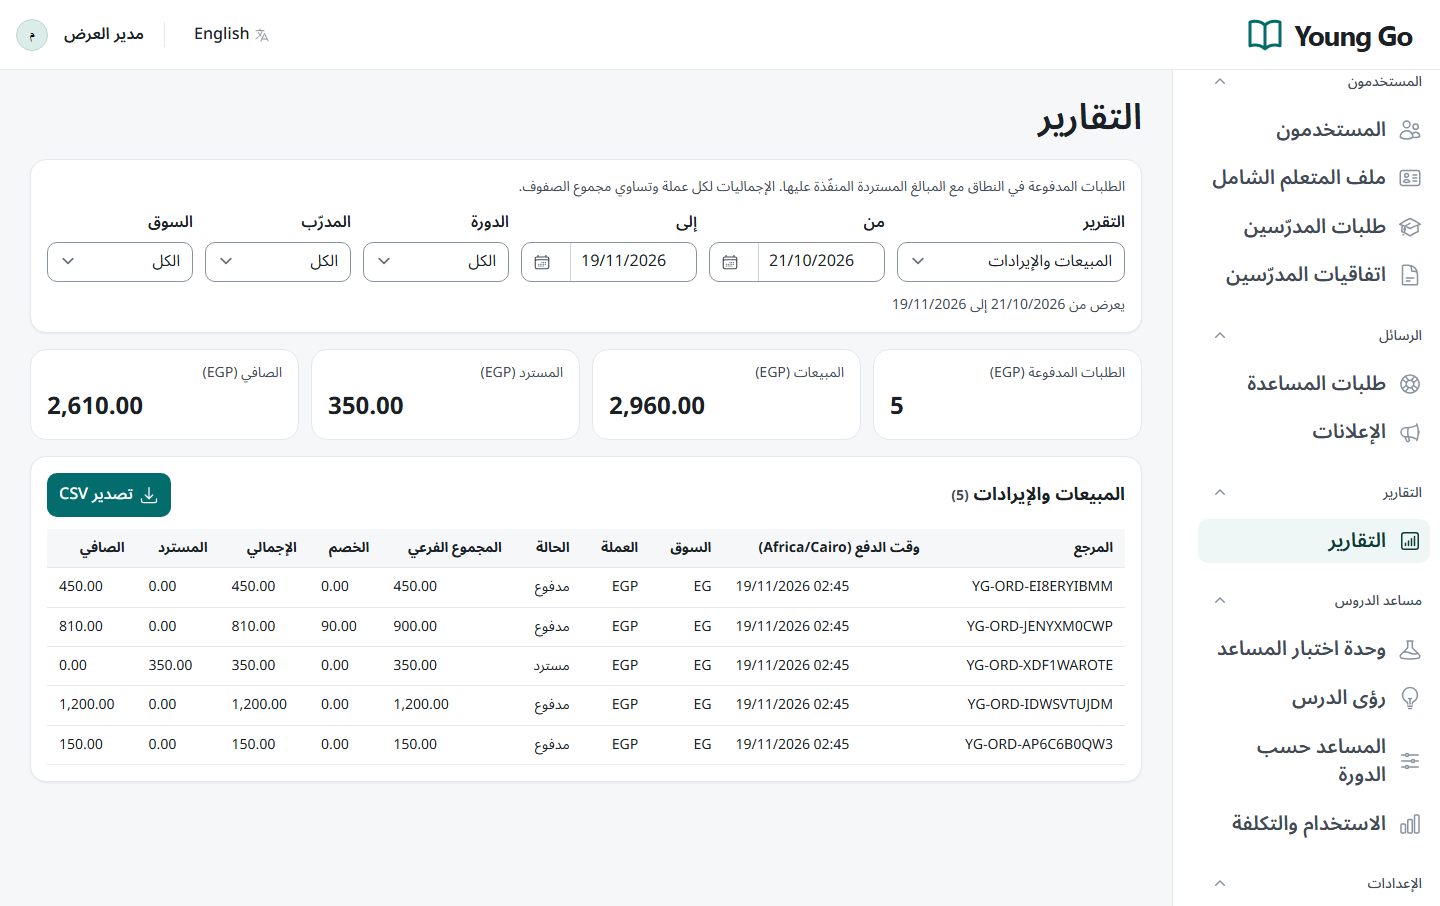 Young Go
English
مدير العرض
م
المستخدمون
المستخدمون
ملف المتعلم الشامل
طلبات المدرّسين
اتفاقيات المدرّسين
الرسائل
طلبات المساعدة
الإعلانات
التقارير
التقارير
مساعد الدروس
وحدة اختبار المساعد
رؤى الدرس
المساعد حسب
الدورة
الاستخدام والتكلفة
الإعدادات
التقارير
الطلبات المدفوعة في النطاق مع المبالغ المستردة المنفّذة عليها. الإجماليات لكل عملة وتساوي مجموع الصفوف.
التقرير من إلى الدورة المدرّب السوق
المبيعات والإيرادات 21/10/2026 19/11/2026 الكل الكل الكل
يعرض من 21/10/2026 إلى 19/11/2026
الطلبات المدفوعة (EGP) المبيعات (EGP) المسترد (EGP) الصافي (EGP)
5 2,960.00 350.00 2,610.00
المبيعات والإيرادات (5)
تصدير CSV
المرجع وقت الدفع (Africa/Cairo) السوق العملة الحالة المجموع الفرعي الخصم الإجمالي المسترد الصافي
YG-ORD-EI8ERYIBMM 19/11/2026 02:45 EG EGP مدفوع 450.00 0.00 450.00 0.00 450.00
YG-ORD-JENYXM0CWP 19/11/2026 02:45 EG EGP مدفوع 900.00 90.00 810.00 0.00 810.00
YG-ORD-XDF1WAROTE 19/11/2026 02:45 EG EGP مسترد 350.00 0.00 350.00 350.00 0.00
YG-ORD-IDWSVTUJDM 19/11/2026 02:45 EG EGP مدفوع 1,200.00 0.00 1,200.00 0.00 1,200.00
YG-ORD-AP6C6B0QW3 19/11/2026 02:45 EG EGP مدفوع 150.00 0.00 150.00 0.00 150.00